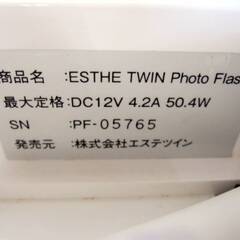 商品名 :ESTHE TWIN Photo Flas
最大定格:DC12V 4.2A 50.4W
SN :PF-05765
発売元 :株式会社エステツイン